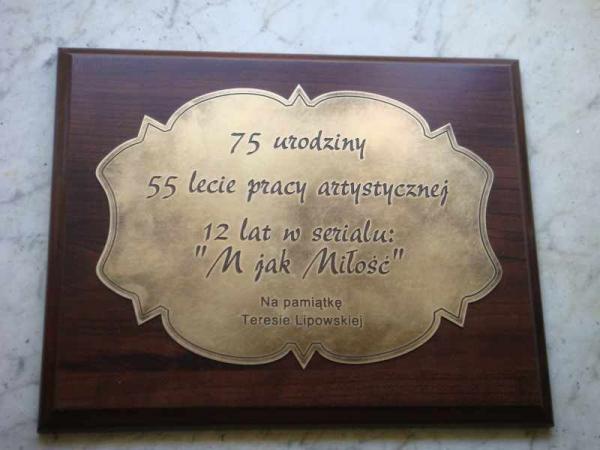 75 urodziny
55 lecie pracy artystycznej
12 lat w serialu:
"M jak Miłość"
Na pamiątkę
Teresie Lipowskiej